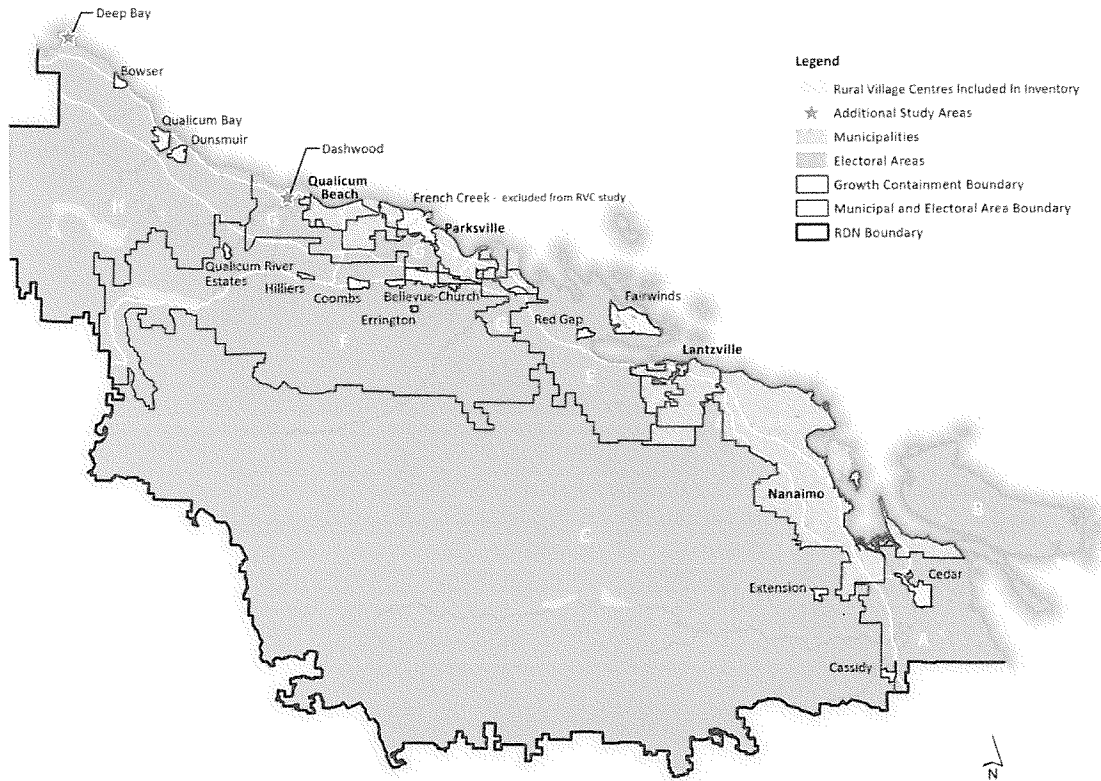 Deep Bay
Bowser
Qualicum Bay
Dunsmuir
Dashwood
Qualicum
Beach
French Creek - excluded from RVC study
Parksville
Qualicum River
Estates
Hilliers
Coombs
Bellevue-Church
Errington
Red Gap
Fairwinds
Lantzville
Nanaimo
Extension
Cedar
Cassidy
H
G
F
E
C
B
A
Legend
Rural Village Centres Included In Inventory
Additional Study Areas
Municipalities
Electoral Areas
Growth Containment Boundary
Municipal and Electoral Area Boundary
RDN Boundary
N